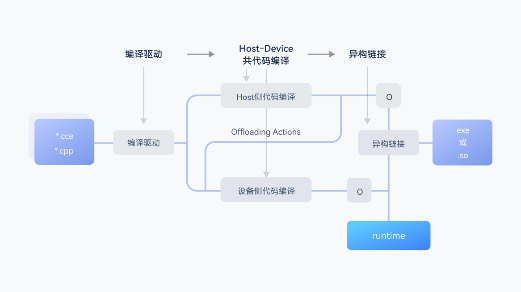 编译驱动
Host-Device
共代码编译
异构链接
Host侧代码编译
O
Offloading Actions
*.cce
*.cpp
编译驱动
异构链接
exe
或
.so
设备侧代码编译
O
runtime